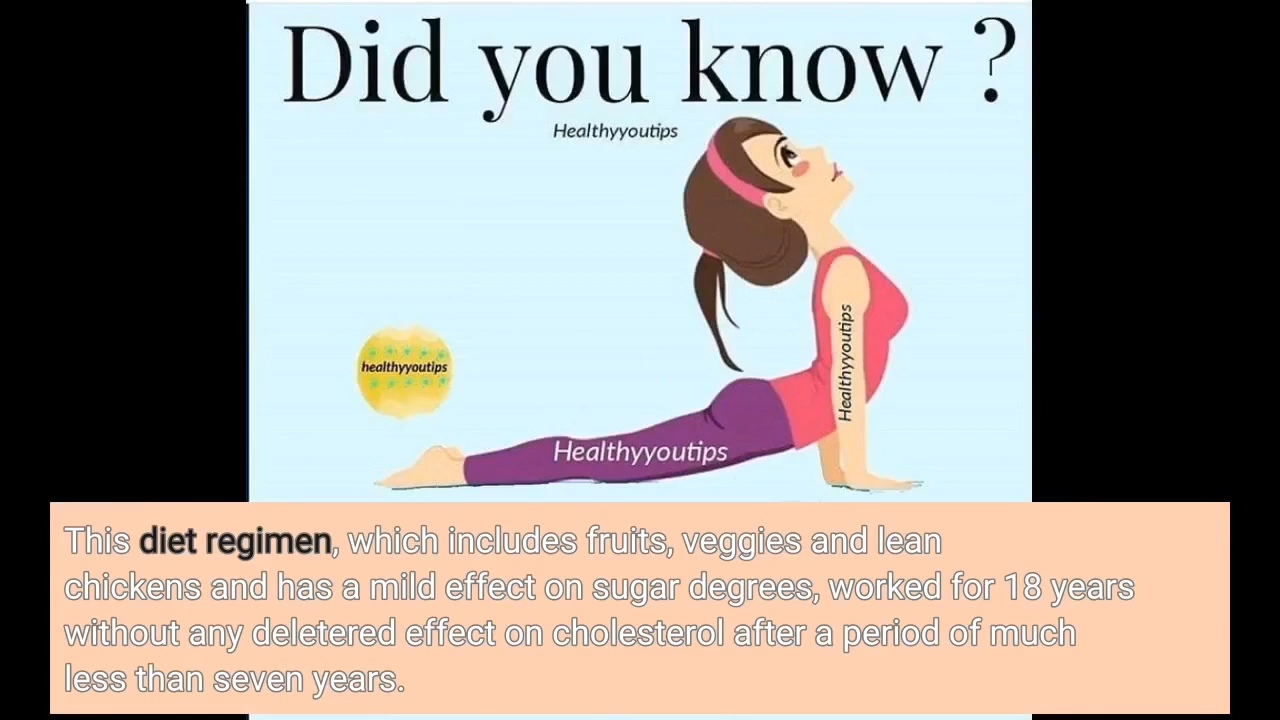 Did you know ?
Healthyyoutips
Healthyyoutips
healthyyoutips
Healthyyoutips
This diet regimen, which includes fruits, veggies and lean
chickens and has a mild effect on sugar degrees, worked for 18 years
without any deletered effect on cholesterol after a period of much
less than seven years.